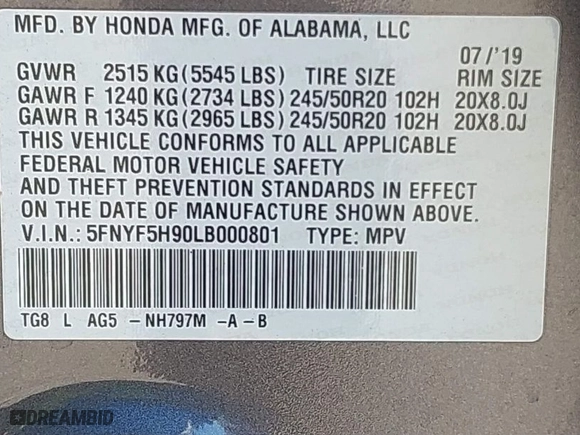 MFD. BY HONDA MFG. OF ALABAMA, LLC
07/'19
GVWR 2515 KG (5545 LBS) TIRE SIZE RIM SIZE
GAWR F 1240 KG (2734 LBS) 245/50R20 102H 20X8.0J
GAWR R 1345 KG (2965 LBS) 245/50R20 102H 20X8.0J
THIS VEHICLE CONFORMS TO ALL APPLICABLE
FEDERAL MOTOR VEHICLE SAFETY
AND THEFT PREVENTION STANDARDS IN EFFECT
ON THE DATE OF MANUFACTURE SHOWN ABOVE.
V.I.N.: 5FNYF5H90LB000801 TYPE: MPV
TG8 L AG5 - NH797M -A-B
DREAMBID